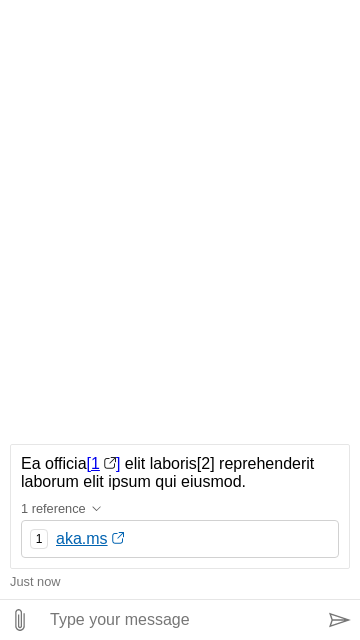 Ea officia[1] elit laboris[2] reprehenderit
laborum elit ipsum qui eiusmod.
1 reference
1 aka.ms
Just now
Type your message